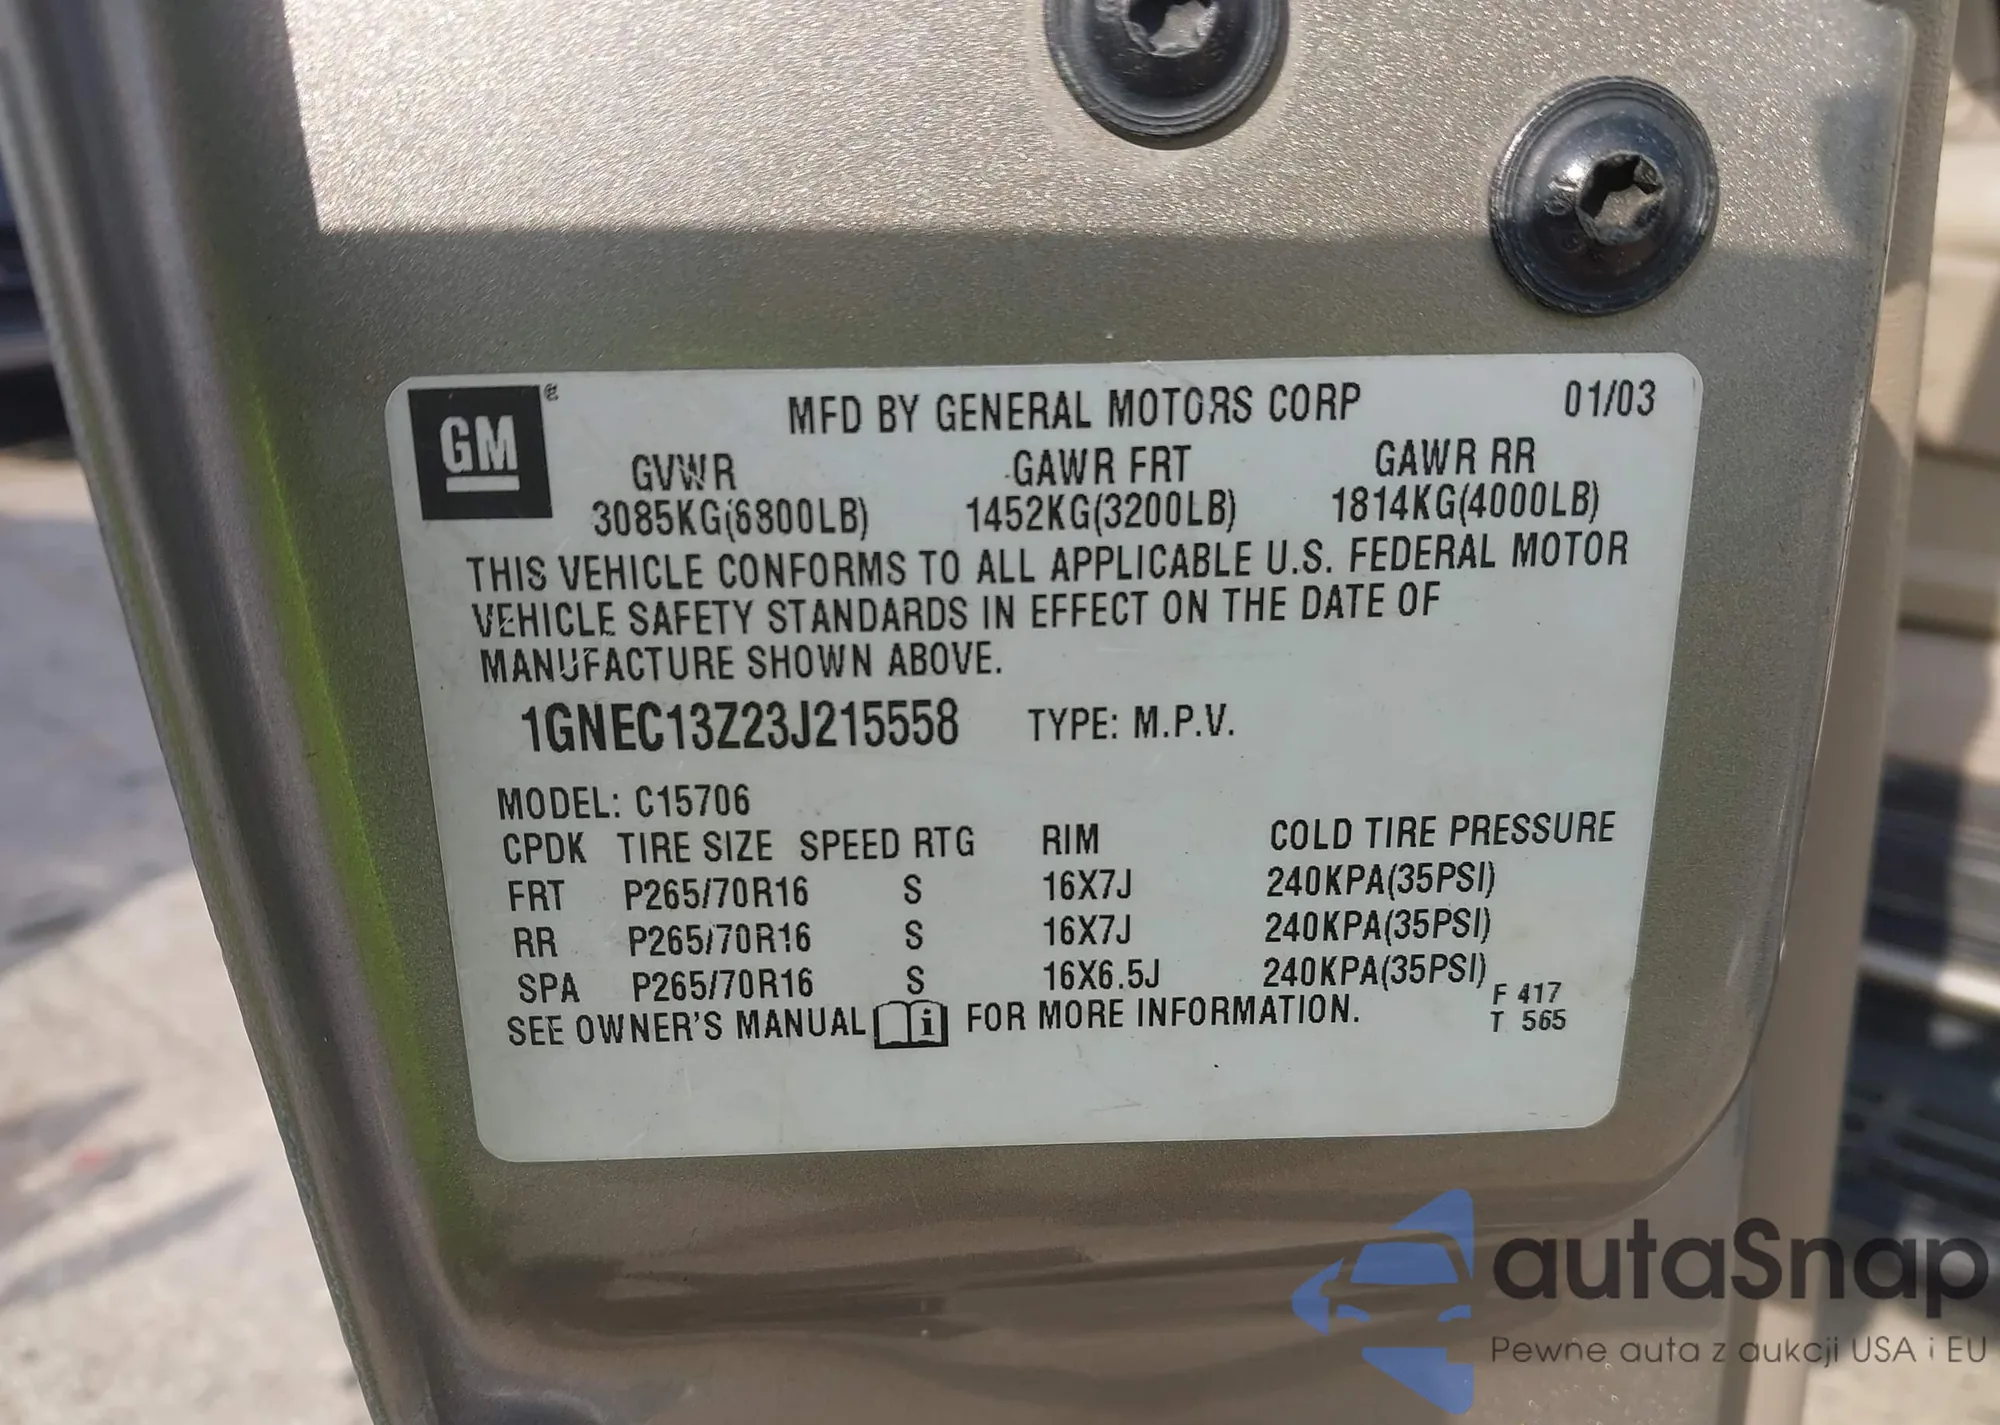 GM
MFD BY GENERAL MOTORS CORP 01/03
GVWR GAWR FRT GAWR RR
3085KG(6800LB) 1452KG(3200LB) 1814KG(4000LB)
THIS VEHICLE CONFORMS TO ALL APPLICABLE U.S. FEDERAL MOTOR
VEHICLE SAFETY STANDARDS IN EFFECT ON THE DATE OF
MANUFACTURE SHOWN ABOVE.
1GNEC13Z23J215558 TYPE: M.P.V.
MODEL: C15706
CPDK TIRE SIZE SPEED RTG RIM COLD TIRE PRESSURE
FRT P265/70R16 S 16X7J 240KPA(35PSI)
RR P265/70R16 S 16X7J 240KPA(35PSI)
SPA P265/70R16 S 16X6.5J 240KPA(35PSI)
SEE OWNER'S MANUAL i FOR MORE INFORMATION.
F 417
T 565
autaSnap
Pewne auta z aukcji USA i EU